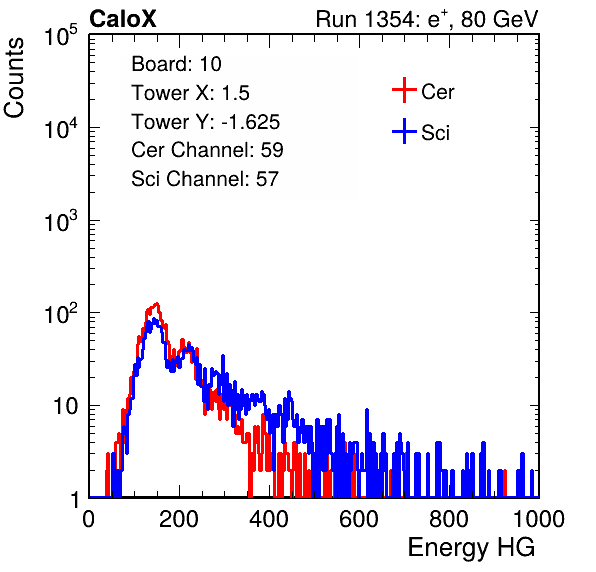 CaloX Run 1354: e⁺, 80 GeV
Counts
Board: 10
Tower X: 1.5
Tower Y: -1.625
Cer Channel: 59
Sci Channel: 57
Cer
Sci
10⁵
10⁴
10³
10²
10
1
0 200 400 600 800 1000
Energy HG